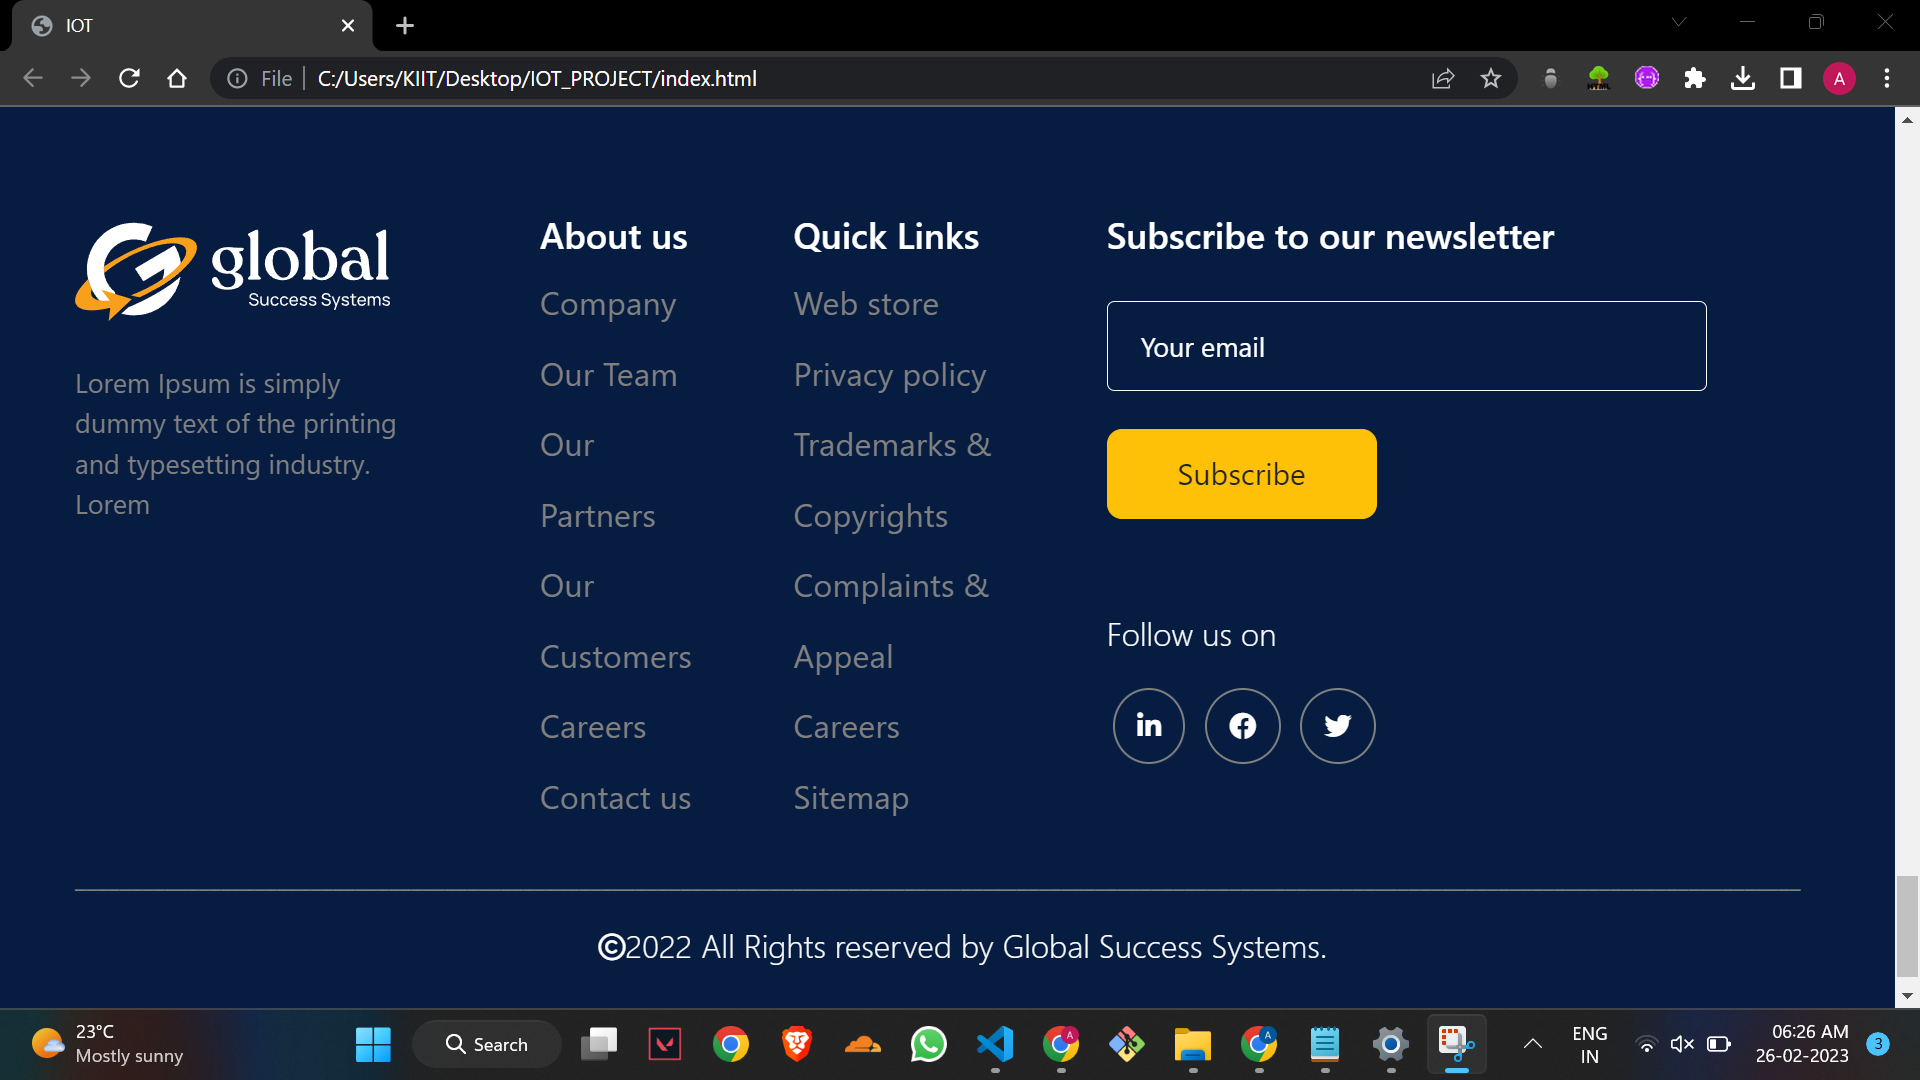 IOT
File
C:/Users/KIIT/Desktop/IOT_PROJECT/index.html
A
global
Success Systems
Lorem Ipsum is simply
dummy text of the printing
and typesetting industry.
Lorem
About us
Company
Our Team
Our
Partners
Our
Customers
Careers
Contact us
Quick Links
Web store
Privacy policy
Trademarks &
Copyrights
Complaints &
Appeal
Careers
Sitemap
Subscribe to our newsletter
Your email
Subscribe
Follow us on
©2022 All Rights reserved by Global Success Systems.
23°C
Mostly sunny
Search
A
A
ENG
IN
06:26 AM
26-02-2023
3